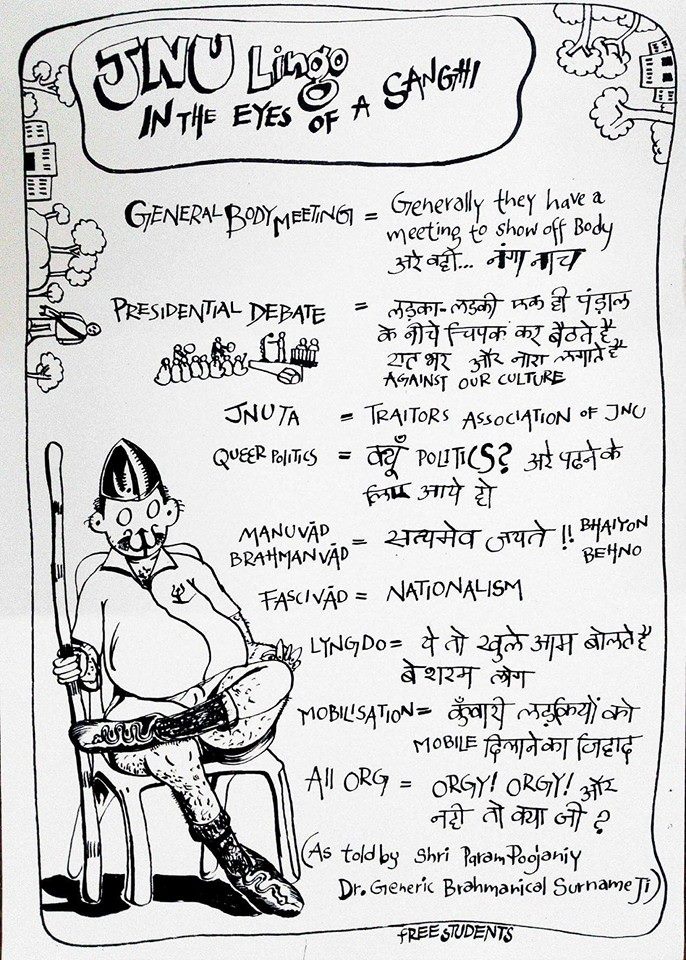 JNU Lingo
IN THE EYES OF A SANGHI
GENERAL BODY MEETING = Generally they have a
meeting to show off Body
अरे वही... नंगा नाच
PRESIDENTIAL DEBATE = लड़का-लड़की एक ही पंडाल
के नीचे चिपक कर बैठते है
रात भर और नारा लगाते है
AGAINST OUR CULTURE
JNUTA = TRAITORS ASSOCIATION OF JNU
QUEER POLITICS = क्यूँ POLITICS? अरे पढने के
लिए आये हो
MANUVĀD
BRAHMANVĀD = सत्यमेव जयते !! BHAIYON
BEHNO
FASCIVĀD = NATIONALISM
LYNGDO = ये तो खुले आम बोलते है
बेशरम लोग
MOBILISATION = कुँवारी लड़कियों को
MOBILE दिलाने का जिहाद
All ORG = ORGY! ORGY! और
नही तो क्या जी ?
(As told by Shri Param Poojaniy
Dr. Generic Brahmanical Surname Ji)
fREE STUDENTS